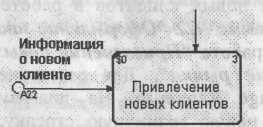 Информация
о новом
клиенте
A22
$0
3
Привлечение
новых клиентов